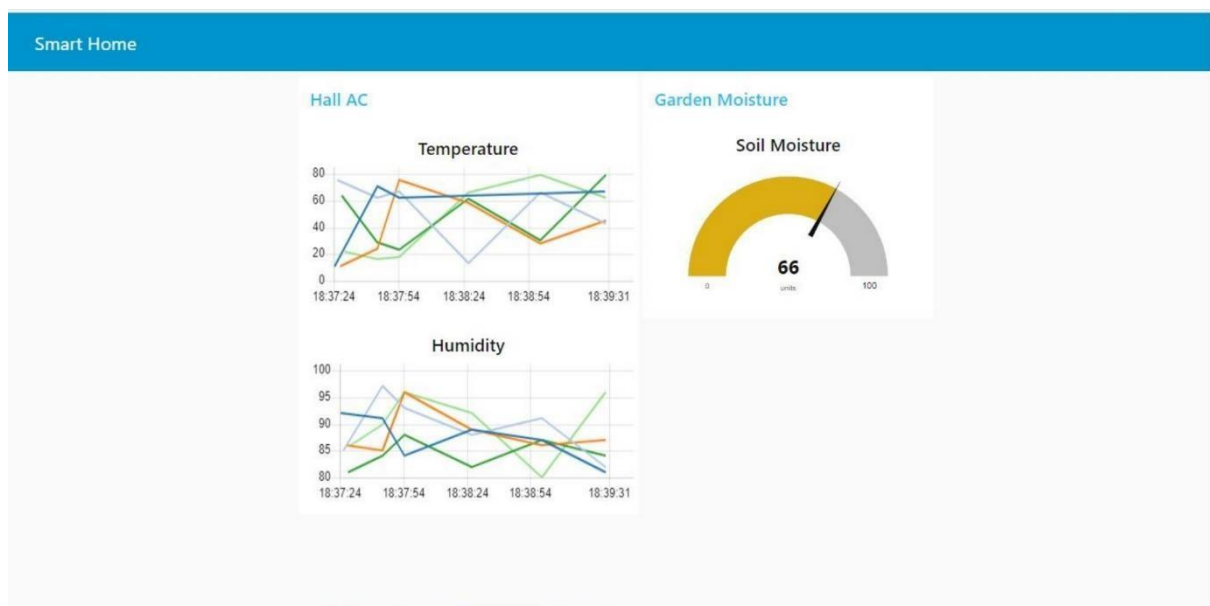 Smart Home
Hall AC
Temperature
80
60
40
20
0
18:37:24 18:37:54 18:38:24 18:38:54 18:39:31
Humidity
100
95
90
85
80
18:37:24 18:37:54 18:38:24 18:38:54 18:39:31
Garden Moisture
Soil Moisture
66
0 units 100